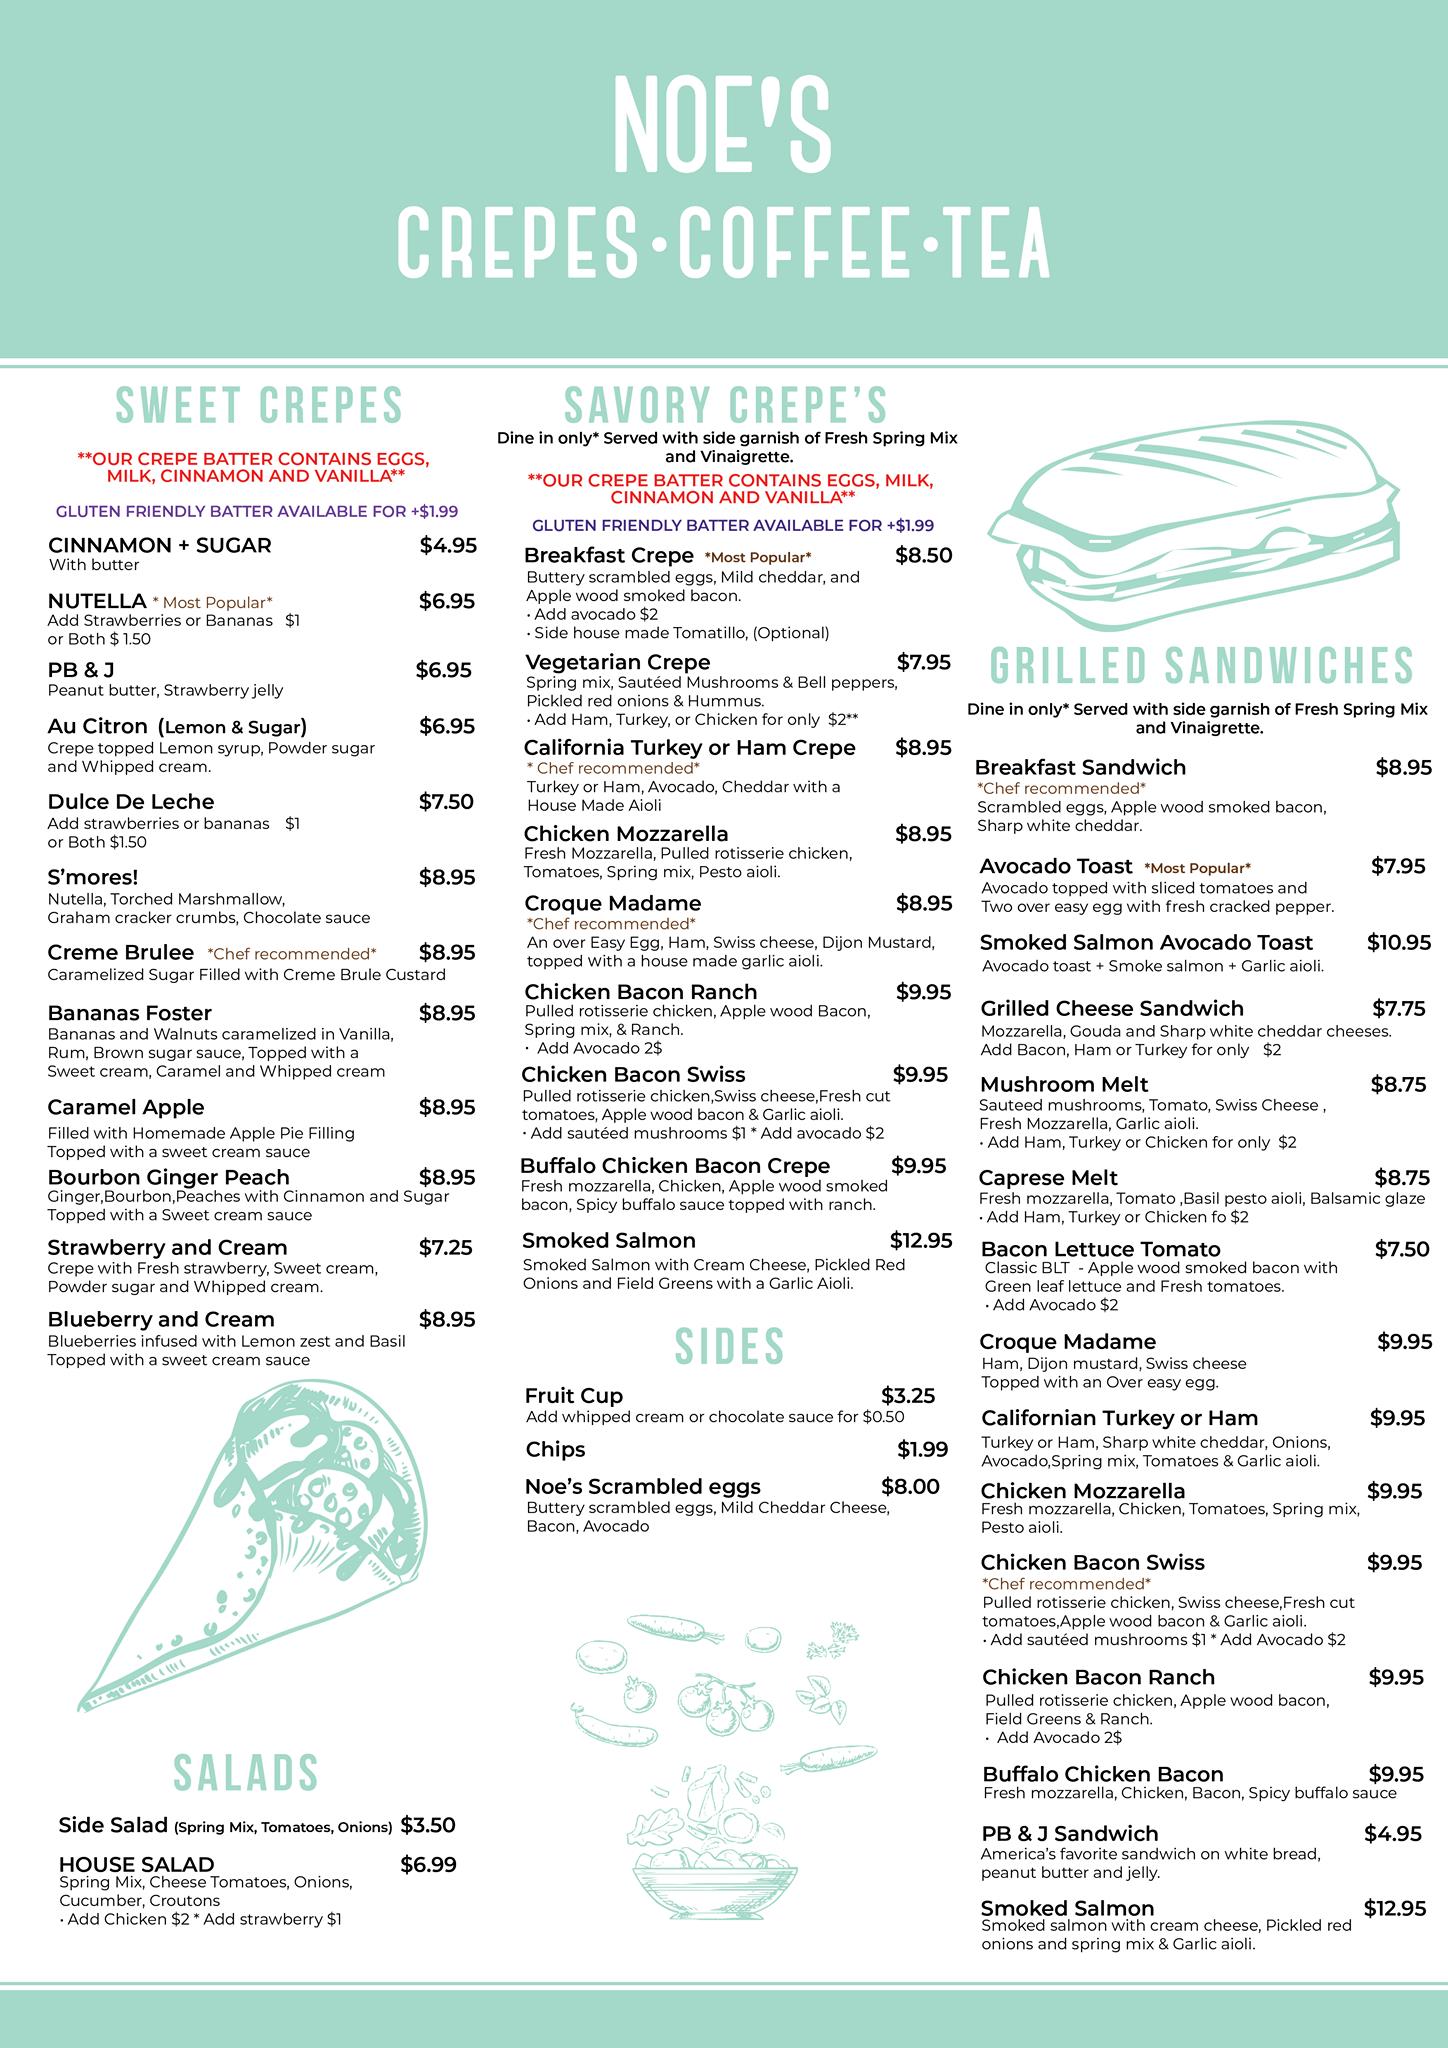 NOE'S
CREPES•COFFEE•TEA
SWEET CREPES
**OUR CREPE BATTER CONTAINS EGGS,
MILK, CINNAMON AND VANILLA**
GLUTEN FRIENDLY BATTER AVAILABLE FOR +$1.99
CINNAMON + SUGAR $4.95
With butter
NUTELLA * Most Popular* $6.95
Add Strawberries or Bananas $1
or Both $ 1.50
PB & J $6.95
Peanut butter, Strawberry jelly
Au Citron (Lemon & Sugar) $6.95
Crepe topped Lemon syrup, Powder sugar
and Whipped cream.
Dulce De Leche $7.50
Add strawberries or bananas $1
or Both $1.50
S'mores! $8.95
Nutella, Torched Marshmallow,
Graham cracker crumbs, Chocolate sauce
Creme Brulee *Chef recommended* $8.95
Caramelized Sugar Filled with Creme Brule Custard
Bananas Foster $8.95
Bananas and Walnuts caramelized in Vanilla,
Rum, Brown sugar sauce, Topped with a
Sweet cream, Caramel and Whipped cream
Caramel Apple $8.95
Filled with Homemade Apple Pie Filling
Topped with a sweet cream sauce
Bourbon Ginger Peach $8.95
Ginger,Bourbon,Peaches with Cinnamon and Sugar
Topped with a Sweet cream sauce
Strawberry and Cream $7.25
Crepe with Fresh strawberry, Sweet cream,
Powder sugar and Whipped cream.
Blueberry and Cream $8.95
Blueberries infused with Lemon zest and Basil
Topped with a sweet cream sauce
SALADS
Side Salad (Spring Mix, Tomatoes, Onions) $3.50
HOUSE SALAD $6.99
Spring Mix, Cheese Tomatoes, Onions,
Cucumber, Croutons
• Add Chicken $2 * Add strawberry $1
SAVORY CREPE'S
Dine in only* Served with side garnish of Fresh Spring Mix
and Vinaigrette.
**OUR CREPE BATTER CONTAINS EGGS, MILK,
CINNAMON AND VANILLA**
GLUTEN FRIENDLY BATTER AVAILABLE FOR +$1.99
Breakfast Crepe *Most Popular* $8.50
Buttery scrambled eggs, Mild cheddar, and
Apple wood smoked bacon.
• Add avocado $2
• Side house made Tomatillo, (Optional)
Vegetarian Crepe $7.95
Spring mix, Sautéed Mushrooms & Bell peppers,
Pickled red onions & Hummus.
• Add Ham, Turkey, or Chicken for only $2**
California Turkey or Ham Crepe $8.95
* Chef recommended*
Turkey or Ham, Avocado, Cheddar with a
House Made Aioli
Chicken Mozzarella $8.95
Fresh Mozzarella, Pulled rotisserie chicken,
Tomatoes, Spring mix, Pesto aioli.
Croque Madame $8.95
*Chef recommended*
An over Easy Egg, Ham, Swiss cheese, Dijon Mustard,
topped with a house made garlic aioli.
Chicken Bacon Ranch $9.95
Pulled rotisserie chicken, Apple wood Bacon,
Spring mix, & Ranch.
• Add Avocado 2$
Chicken Bacon Swiss $9.95
Pulled rotisserie chicken,Swiss cheese,Fresh cut
tomatoes, Apple wood bacon & Garlic aioli.
• Add sautéed mushrooms $1 * Add avocado $2
Buffalo Chicken Bacon Crepe $9.95
Fresh mozzarella, Chicken, Apple wood smoked
bacon, Spicy buffalo sauce topped with ranch.
Smoked Salmon $12.95
Smoked Salmon with Cream Cheese, Pickled Red
Onions and Field Greens with a Garlic Aioli.
SIDES
Fruit Cup $3.25
Add whipped cream or chocolate sauce for $0.50
Chips $1.99
Noe's Scrambled eggs $8.00
Buttery scrambled eggs, Mild Cheddar Cheese,
Bacon, Avocado
GRILLED SANDWICHES
Dine in only* Served with side garnish of Fresh Spring Mix
and Vinaigrette.
Breakfast Sandwich $8.95
*Chef recommended*
Scrambled eggs, Apple wood smoked bacon,
Sharp white cheddar.
Avocado Toast *Most Popular* $7.95
Avocado topped with sliced tomatoes and
Two over easy egg with fresh cracked pepper.
Smoked Salmon Avocado Toast $10.95
Avocado toast + Smoke salmon + Garlic aioli.
Grilled Cheese Sandwich $7.75
Mozzarella, Gouda and Sharp white cheddar cheeses.
Add Bacon, Ham or Turkey for only $2
Mushroom Melt $8.75
Sauteed mushrooms, Tomato, Swiss Cheese ,
Fresh Mozzarella, Garlic aioli.
• Add Ham, Turkey or Chicken for only $2
Caprese Melt $8.75
Fresh mozzarella, Tomato ,Basil pesto aioli, Balsamic glaze
• Add Ham, Turkey or Chicken fo $2
Bacon Lettuce Tomato $7.50
Classic BLT - Apple wood smoked bacon with
Green leaf lettuce and Fresh tomatoes.
• Add Avocado $2
Croque Madame $9.95
Ham, Dijon mustard, Swiss cheese
Topped with an Over easy egg.
Californian Turkey or Ham $9.95
Turkey or Ham, Sharp white cheddar, Onions,
Avocado,Spring mix, Tomatoes & Garlic aioli.
Chicken Mozzarella $9.95
Fresh mozzarella, Chicken, Tomatoes, Spring mix,
Pesto aioli.
Chicken Bacon Swiss $9.95
*Chef recommended*
Pulled rotisserie chicken, Swiss cheese,Fresh cut
tomatoes,Apple wood bacon & Garlic aioli.
• Add sautéed mushrooms $1 * Add Avocado $2
Chicken Bacon Ranch $9.95
Pulled rotisserie chicken, Apple wood bacon,
Field Greens & Ranch.
• Add Avocado 2$
Buffalo Chicken Bacon $9.95
Fresh mozzarella, Chicken, Bacon, Spicy buffalo sauce
PB & J Sandwich $4.95
America's favorite sandwich on white bread,
peanut butter and jelly.
Smoked Salmon $12.95
Smoked salmon with cream cheese, Pickled red
onions and spring mix & Garlic aioli.